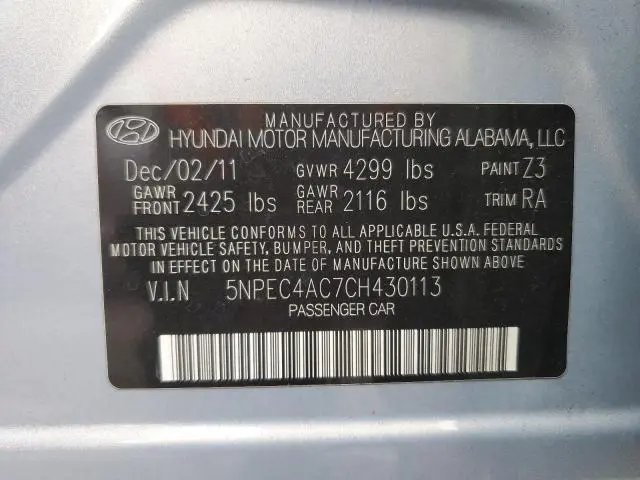 MANUFACTURED BY
HYUNDAI MOTOR MANUFACTURING ALABAMA, LLC
Dec/02/11 GVWR 4299 lbs PAINT Z3
GAWR FRONT 2425 lbs GAWR REAR 2116 lbs TRIM RA
THIS VEHICLE CONFORMS TO ALL APPLICABLE U.S.A. FEDERAL
MOTOR VEHICLE SAFETY, BUMPER, AND THEFT PREVENTION STANDARDS
IN EFFECT ON THE DATE OF MANUFACTURE SHOWN ABOVE.
V.I.N 5NPEC4AC7CH430113
PASSENGER CAR